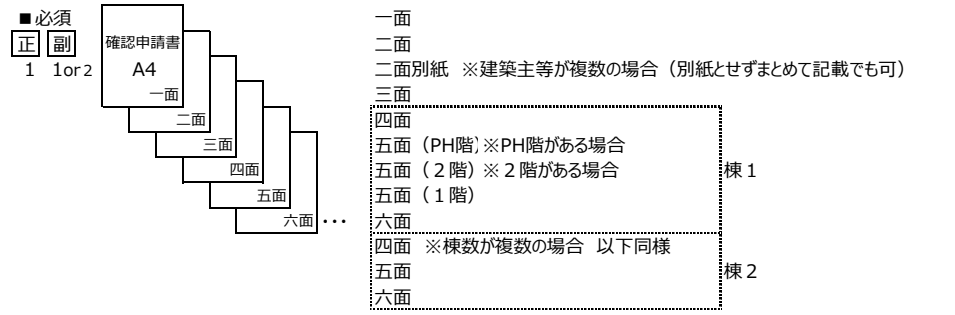 ■必須
正 副
1 1or2
確認申請書
A4
一面
二面
三面
四面
五面
六面 ・・・
一面
二面
二面別紙 ※建築主等が複数の場合（別紙とせずまとめて記載でも可）
三面
四面
五面（PH階）※PH階がある場合
五面（２階）※２階がある場合
五面（１階）
六面
棟１
四面 ※棟数が複数の場合 以下同様
五面
六面
棟２